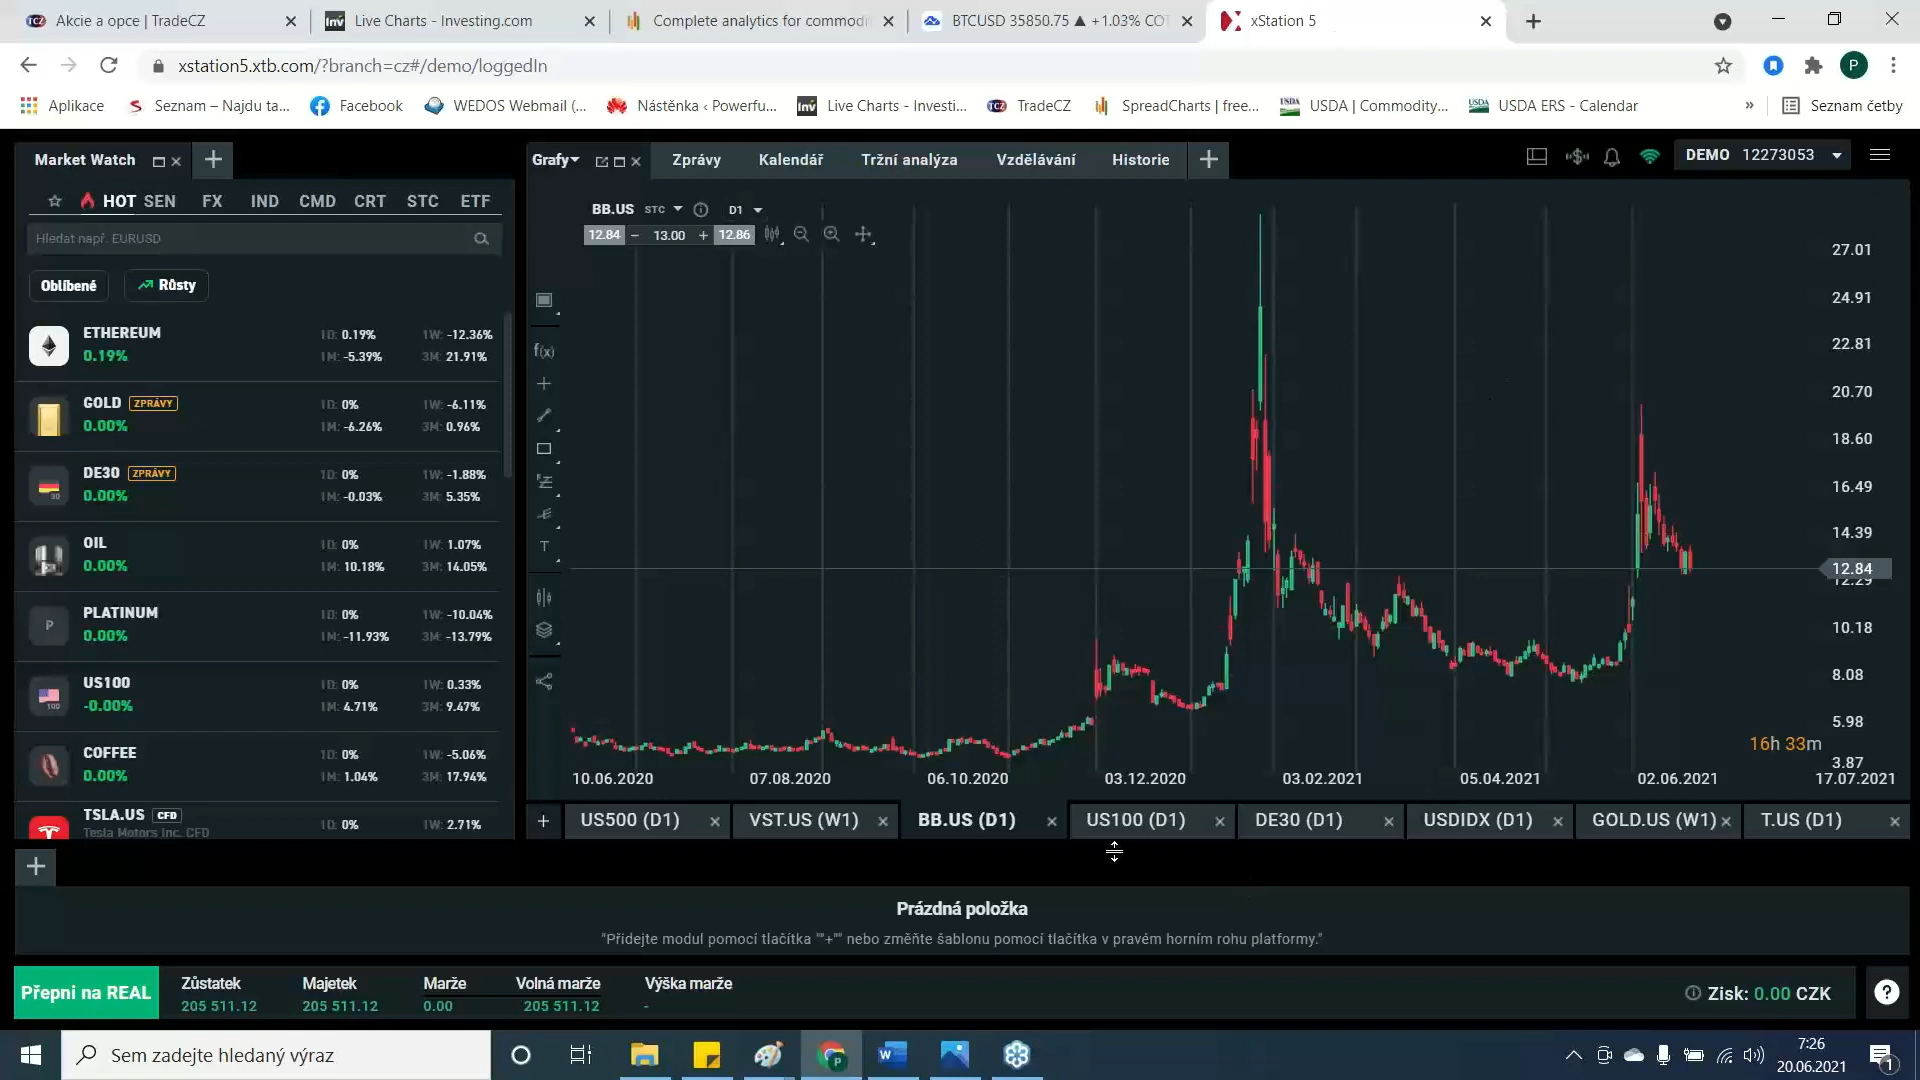 Akcie a opce | TradeCZ
Live Charts - Investing.com
Complete analytics for commodi
BTCUSD 35850.75 ▲ +1.03% CO
xStation 5
xstation5.xtb.com/?branch=cz#/demo/loggedIn
P
Aplikace
Seznam – Najdu ta...
Facebook
WEDOS Webmail (...
Nástěnka ‹ Powerfu...
Live Charts - Investi...
TradeCZ
SpreadCharts | free...
USDA | Commodity...
USDA ERS - Calendar
»
Seznam četby
Market Watch
Grafy
Zprávy
Kalendář
Tržní analýza
Vzdělávání
Historie
DEMO 12273053
HOT SEN FX IND CMD CRT STC ETF
Hledat např. EURUSD
Oblíbené
Růsty
ETHEREUM 1D: 0.19% 1W: -12.36%
0.19% 1M: -5.39% 3M: 21.91%
GOLD ZPRÁVY 1D: 0% 1W: -6.11%
0.00% 1M: -6.26% 3M: 0.96%
DE30 ZPRÁVY 1D: 0% 1W: -1.88%
0.00% 1M: -0.03% 3M: 5.35%
OIL 1D: 0% 1W: 1.07%
0.00% 1M: 10.18% 3M: 14.05%
PLATINUM 1D: 0% 1W: -10.04%
0.00% 1M: -11.93% 3M: -13.79%
US100 1D: 0% 1W: 0.33%
-0.00% 1M: 4.71% 3M: 9.47%
COFFEE 1D: 0% 1W: -5.06%
0.00% 1M: 1.04% 3M: 17.94%
TSLA.US CFD 1D: 0% 1W: 2.71%
Tesla Motors Inc. CFD
BB.US STC D1
12.84 − 13.00 + 12.86
f(x)
T
27.01
24.91
22.81
20.70
18.60
16.49
14.39
12.84
12.29
10.18
8.08
5.98
3.87
16h 33m
10.06.2020 07.08.2020 06.10.2020 03.12.2020 03.02.2021 05.04.2021 02.06.2021 17.07.2021
US500 (D1)
VST.US (W1)
BB.US (D1)
US100 (D1)
DE30 (D1)
USDIDX (D1)
GOLD.US (W1)
T.US (D1)
Prázdná položka
"Přidejte modul pomocí tlačítka ""+"" nebo změňte šablonu pomocí tlačítka v pravém horním rohu platformy."
Přepni na REAL
Zůstatek Majetek Marže Volná marže Výška marže
205 511.12 205 511.12 0.00 205 511.12 -
Zisk: 0.00 CZK
?
Sem zadejte hledaný výraz
7:26
20.06.2021
1